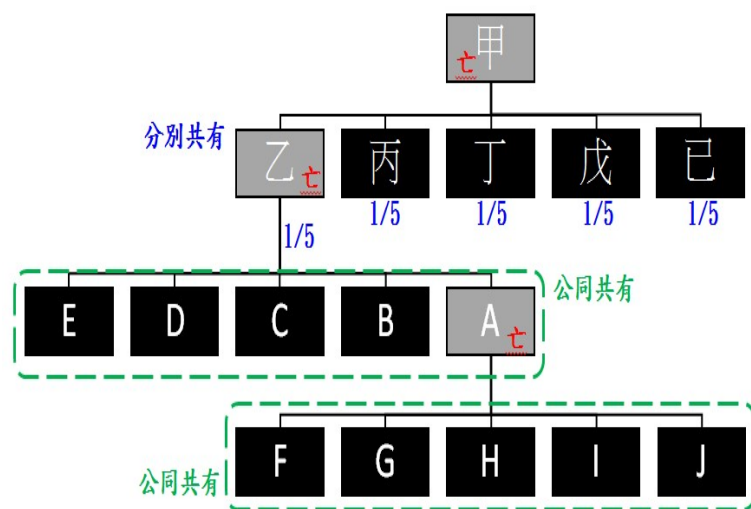 甲
亡
分別共有
乙 丙 丁 戊 已
亡
1/5 1/5 1/5 1/5
1/5
公同共有
E D C B A
亡
F G H I J
公同共有